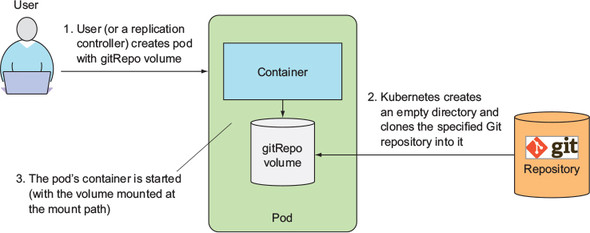 User
1. User (or a replication
controller) creates pod
with gitRepo volume
Container
2. Kubernetes creates
an empty directory and
clones the specified Git
repository into it
gitRepo
volume
git
Repository
3. The pod's container is started
(with the volume mounted at
the mount path)
Pod